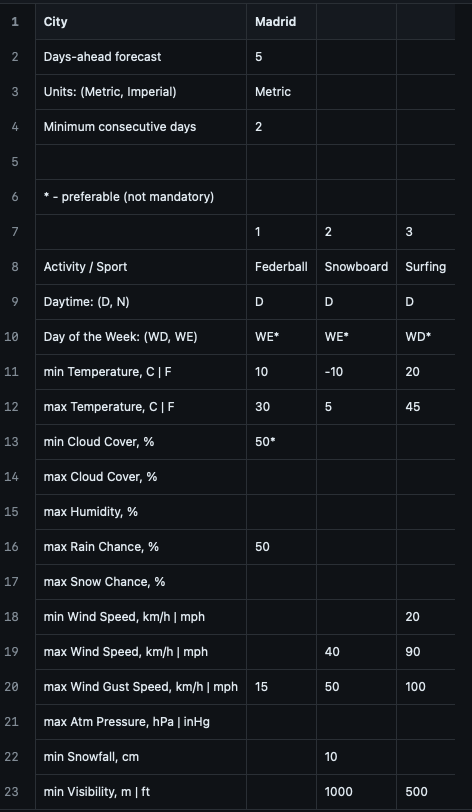 1 City Madrid
2 Days-ahead forecast 5
3 Units: (Metric, Imperial) Metric
4 Minimum consecutive days 2
5
6 * - preferable (not mandatory)
7 1 2 3
8 Activity / Sport Federball Snowboard Surfing
9 Daytime: (D, N) D D D
10 Day of the Week: (WD, WE) WE* WE* WD*
11 min Temperature, C | F 10 -10 20
12 max Temperature, C | F 30 5 45
13 min Cloud Cover, % 50*
14 max Cloud Cover, %
15 max Humidity, %
16 max Rain Chance, % 50
17 max Snow Chance, %
18 min Wind Speed, km/h | mph 20
19 max Wind Speed, km/h | mph 40 90
20 max Wind Gust Speed, km/h | mph 15 50 100
21 max Atm Pressure, hPa | inHg
22 min Snowfall, cm 10
23 min Visibility, m | ft 1000 500